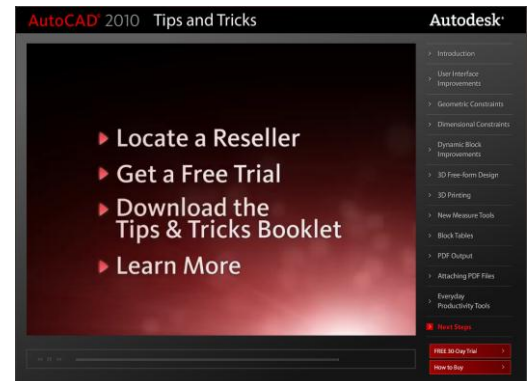 AutoCAD® 2010 Tips and Tricks
Autodesk®
Locate a Reseller
Get a Free Trial
Download the
Tips & Tricks Booklet
Learn More
Introduction
User Interface
Improvements
Geometric Constraints
Dimensional Constraints
Dynamic Block
Improvements
3D Free-form Design
3D Printing
New Measure Tools
Block Tables
PDF Output
Attaching PDF Files
Everyday
Productivity Tools
Next Steps
FREE 30-Day Trial
How to Buy